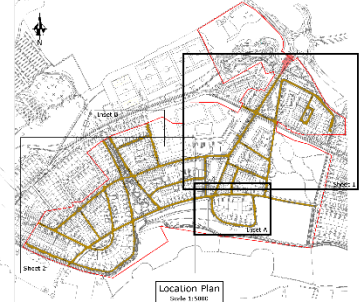 N
Inset B
Sheet 1
Inset A
Sheet 2
Location Plan
Scale 1:5000